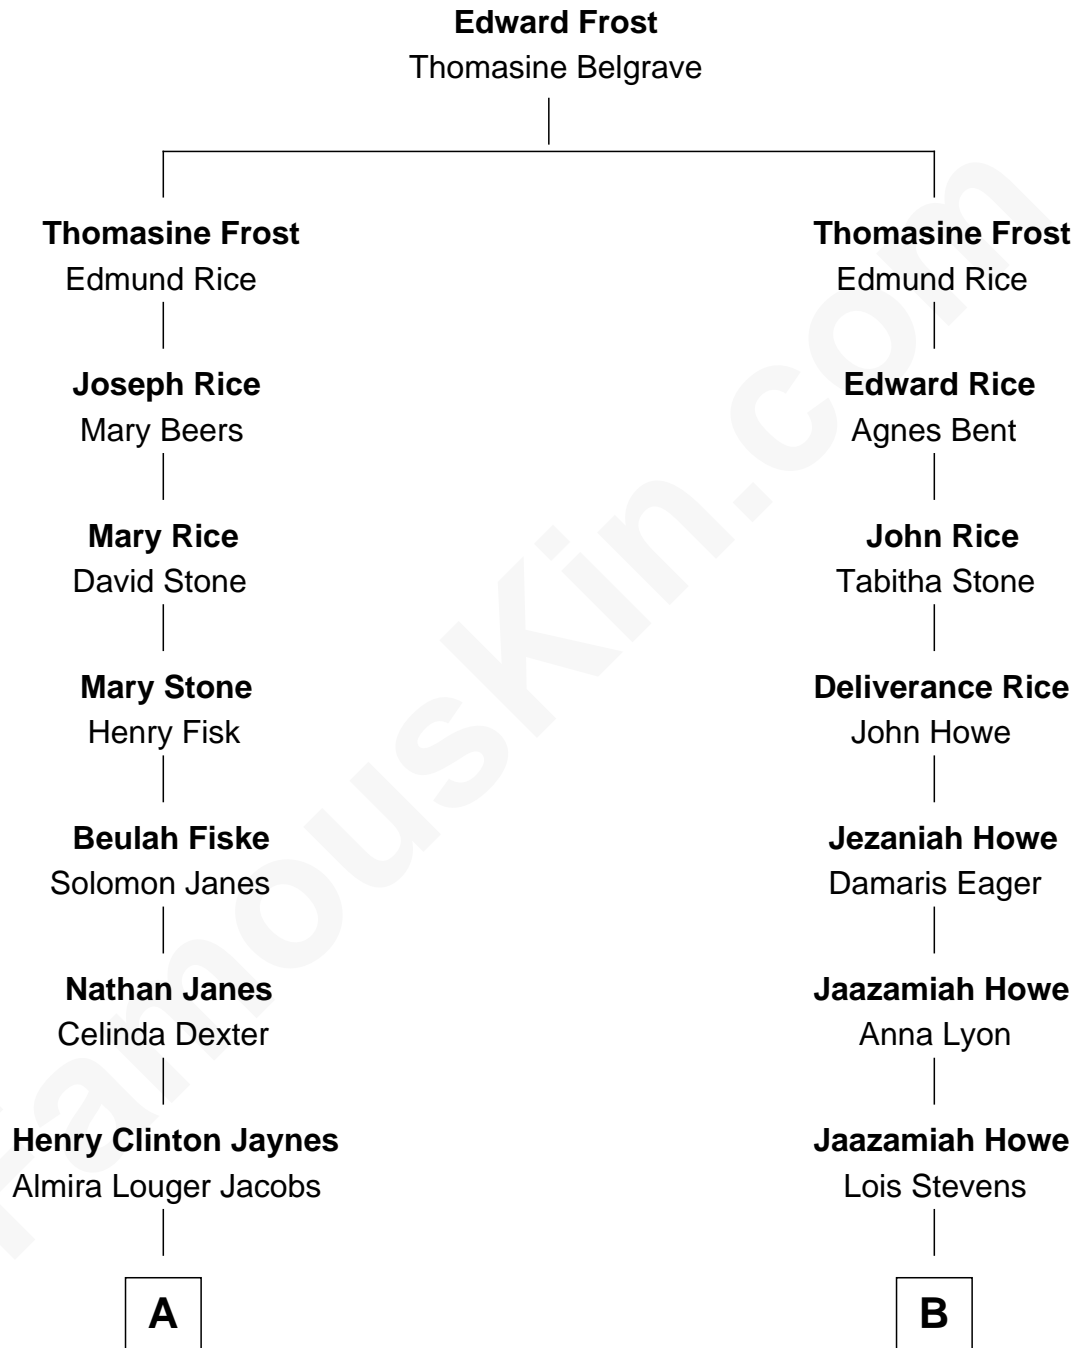 Edward Frost
Thomasine Belgrave
Thomasine Frost
Edmund Rice
Thomasine Frost
Edmund Rice
Joseph Rice
Mary Beers
Edward Rice
Agnes Bent
Mary Rice
David Stone
John Rice
Tabitha Stone
Mary Stone
Henry Fisk
Deliverance Rice
John Howe
Beulah Fiske
Solomon Janes
Jezaniah Howe
Damaris Eager
Nathan Janes
Celinda Dexter
Jaazamiah Howe
Anna Lyon
Henry Clinton Jaynes
Almira Louger Jacobs
Jaazamiah Howe
Lois Stevens
A
B
FamousKin.com